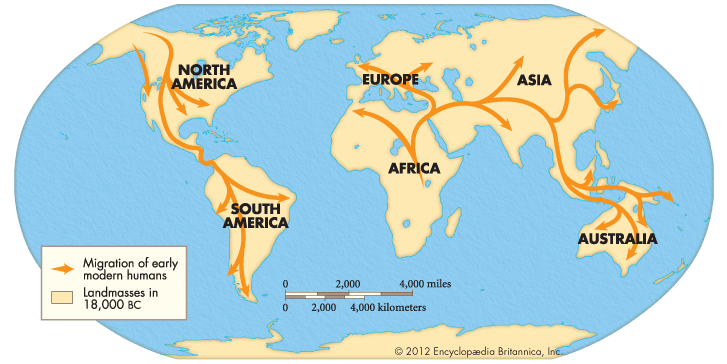 NORTH
AMERICA
EUROPE
ASIA
AFRICA
SOUTH
AMERICA
AUSTRALIA
Migration of early
modern humans
Landmasses in
18,000 BC
0 2,000 4,000 miles
0 2,000 4,000 kilometers
© 2012 Encyclopædia Britannica, Inc.